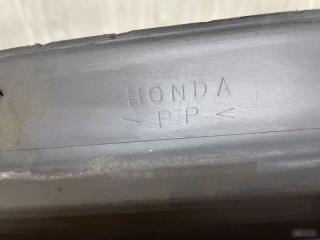 HONDA
> PP <